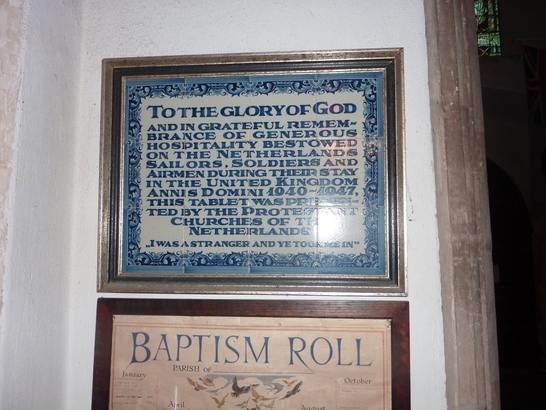 TO THE GLORY OF GOD
AND IN GRATEFUL REMEM-
BRANCE OF GENEROUS
HOSPITALITY BESTOWED
ON THE NETHERLANDS
SAILORS, SOLDIERS AND
AIRMEN DURING THEIR STAY
IN THE UNITED KINGDOM
ANNIS DOMINI 1940-1947.
THIS TABLET WAS PRESEN-
TED BY THE PROTESTANT
CHURCHES OF THE
NETHERLANDS
„I WAS A STRANGER AND YE TOOK ME IN"
BAPTISM ROLL
PARISH OF
January
October
April
August